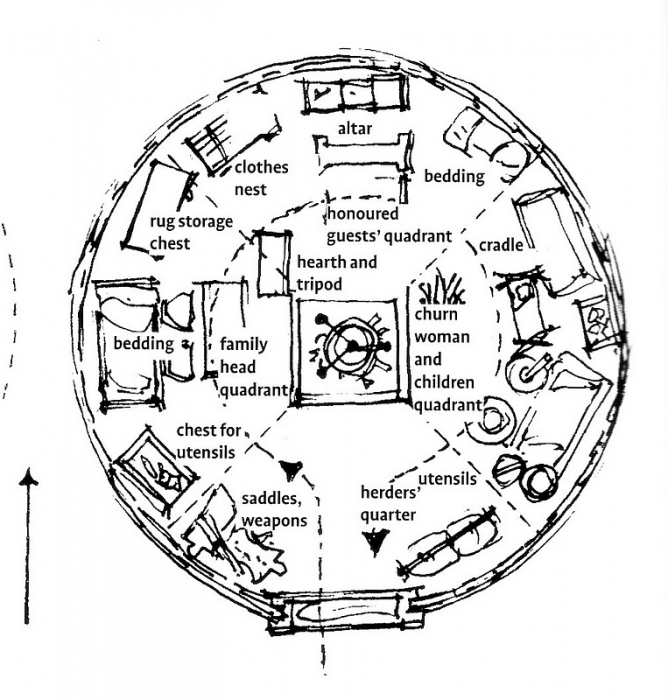 altar
clothes
nest
bedding
rug storage
chest
honoured
guests' quadrant
cradle
hearth and
tripod
churn
woman
and
children
quadrant
bedding
family
head
quadrant
chest for
utensils
saddles,
weapons
herders'
quarter
utensils